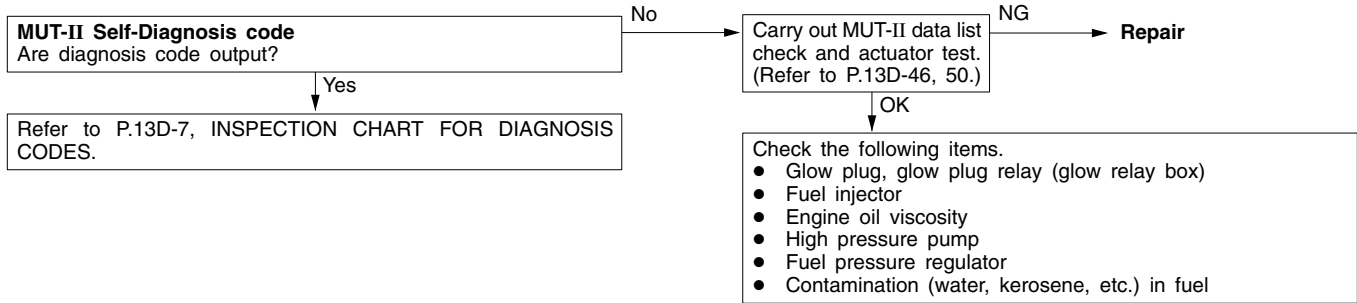 MUT-II Self-Diagnosis code
Are diagnosis code output?
No
Yes
Refer to P.13D-7, INSPECTION CHART FOR DIAGNOSIS
CODES.
Carry out MUT-II data list
check and actuator test.
(Refer to P.13D-46, 50.)
NG
Repair
OK
Check the following items.
● Glow plug, glow plug relay (glow relay box)
● Fuel injector
● Engine oil viscosity
● High pressure pump
● Fuel pressure regulator
● Contamination (water, kerosene, etc.) in fuel